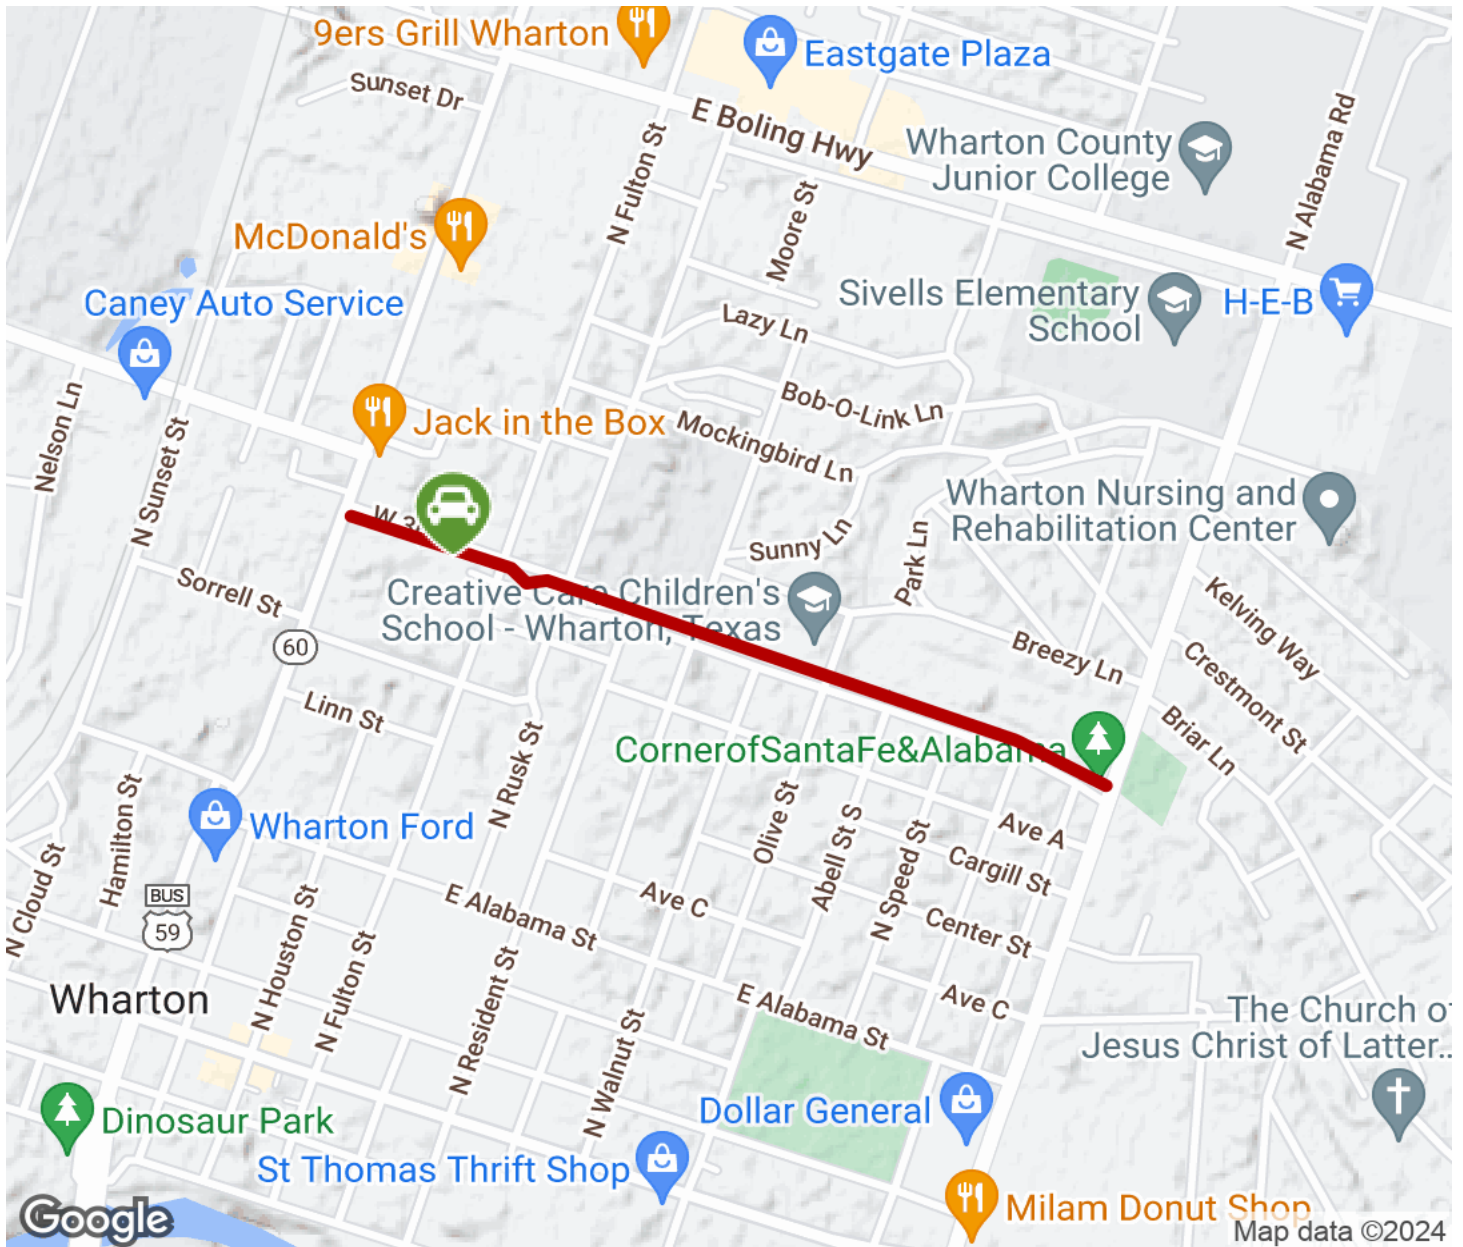 9ers Grill Wharton
Eastgate Plaza
Sunset Dr
E Boling Hwy
Wharton County
Junior College
N Alabama Rd
N Fulton St
Moore St
McDonald's
Caney Auto Service
Sivells Elementary
School
H-E-B
Lazy Ln
Nelson Ln
Jack in the Box
Bob-O-Link Ln
Mockingbird Ln
N Sunset St
Wharton Nursing and
Rehabilitation Center
W
Sunny Ln
Park Ln
Sorrell St
Creative Care Children's
School - Wharton, Texas
60
Kelving Way
Breezy Ln
Crestmont St
Linn St
CornerofSantaFe&Alabama
Briar Ln
N Rusk St
Hamilton St
Wharton Ford
Olive St
Abell St S
N Speed St
Ave A
Cargill St
N Cloud St
BUS
59
N Houston St
E Alabama St
Ave C
Center St
N Fulton St
N Resident St
Wharton
E Alabama St
Ave C
The Church of
Jesus Christ of Latter...
N Walnut St
Dinosaur Park
Dollar General
St Thomas Thrift Shop
Milam Donut Shop
Google
Map data ©2024